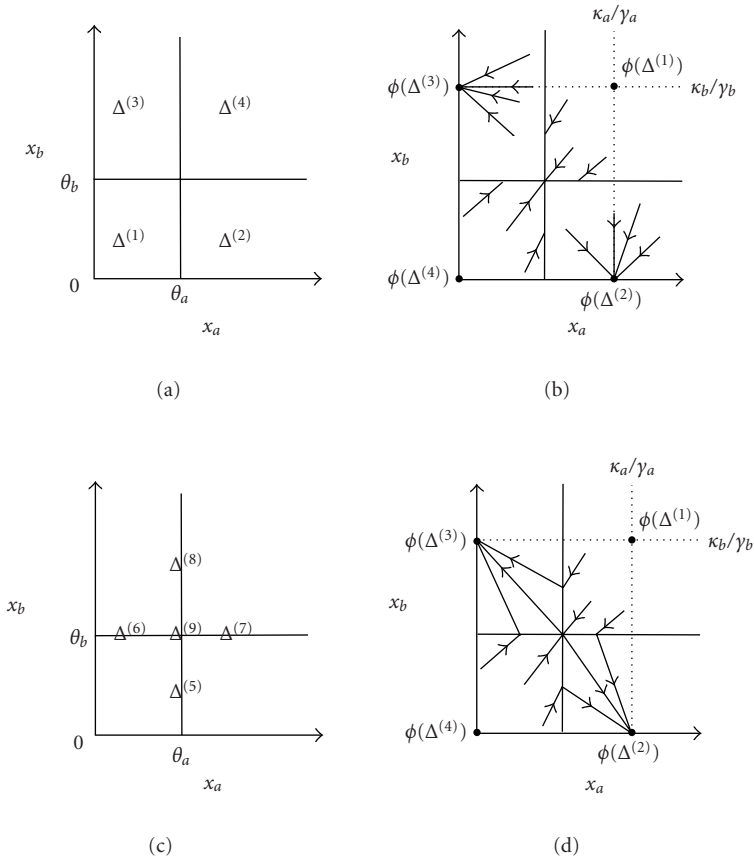 κ_a/γ_a
Δ^(3) Δ^(4)
φ(Δ^(3)) φ(Δ^(1)) κ_b/γ_b
x_b θ_b
x_b
Δ^(1) Δ^(2)
0 θ_a
φ(Δ^(4)) φ(Δ^(2))
x_a x_a
(a) (b)
κ_a/γ_a
φ(Δ^(3)) φ(Δ^(1)) κ_b/γ_b
Δ^(8)
x_b x_b
θ_b Δ^(6) Δ^(9) Δ^(7)
Δ^(5)
0 θ_a
φ(Δ^(4)) φ(Δ^(2))
x_a x_a
(c) (d)